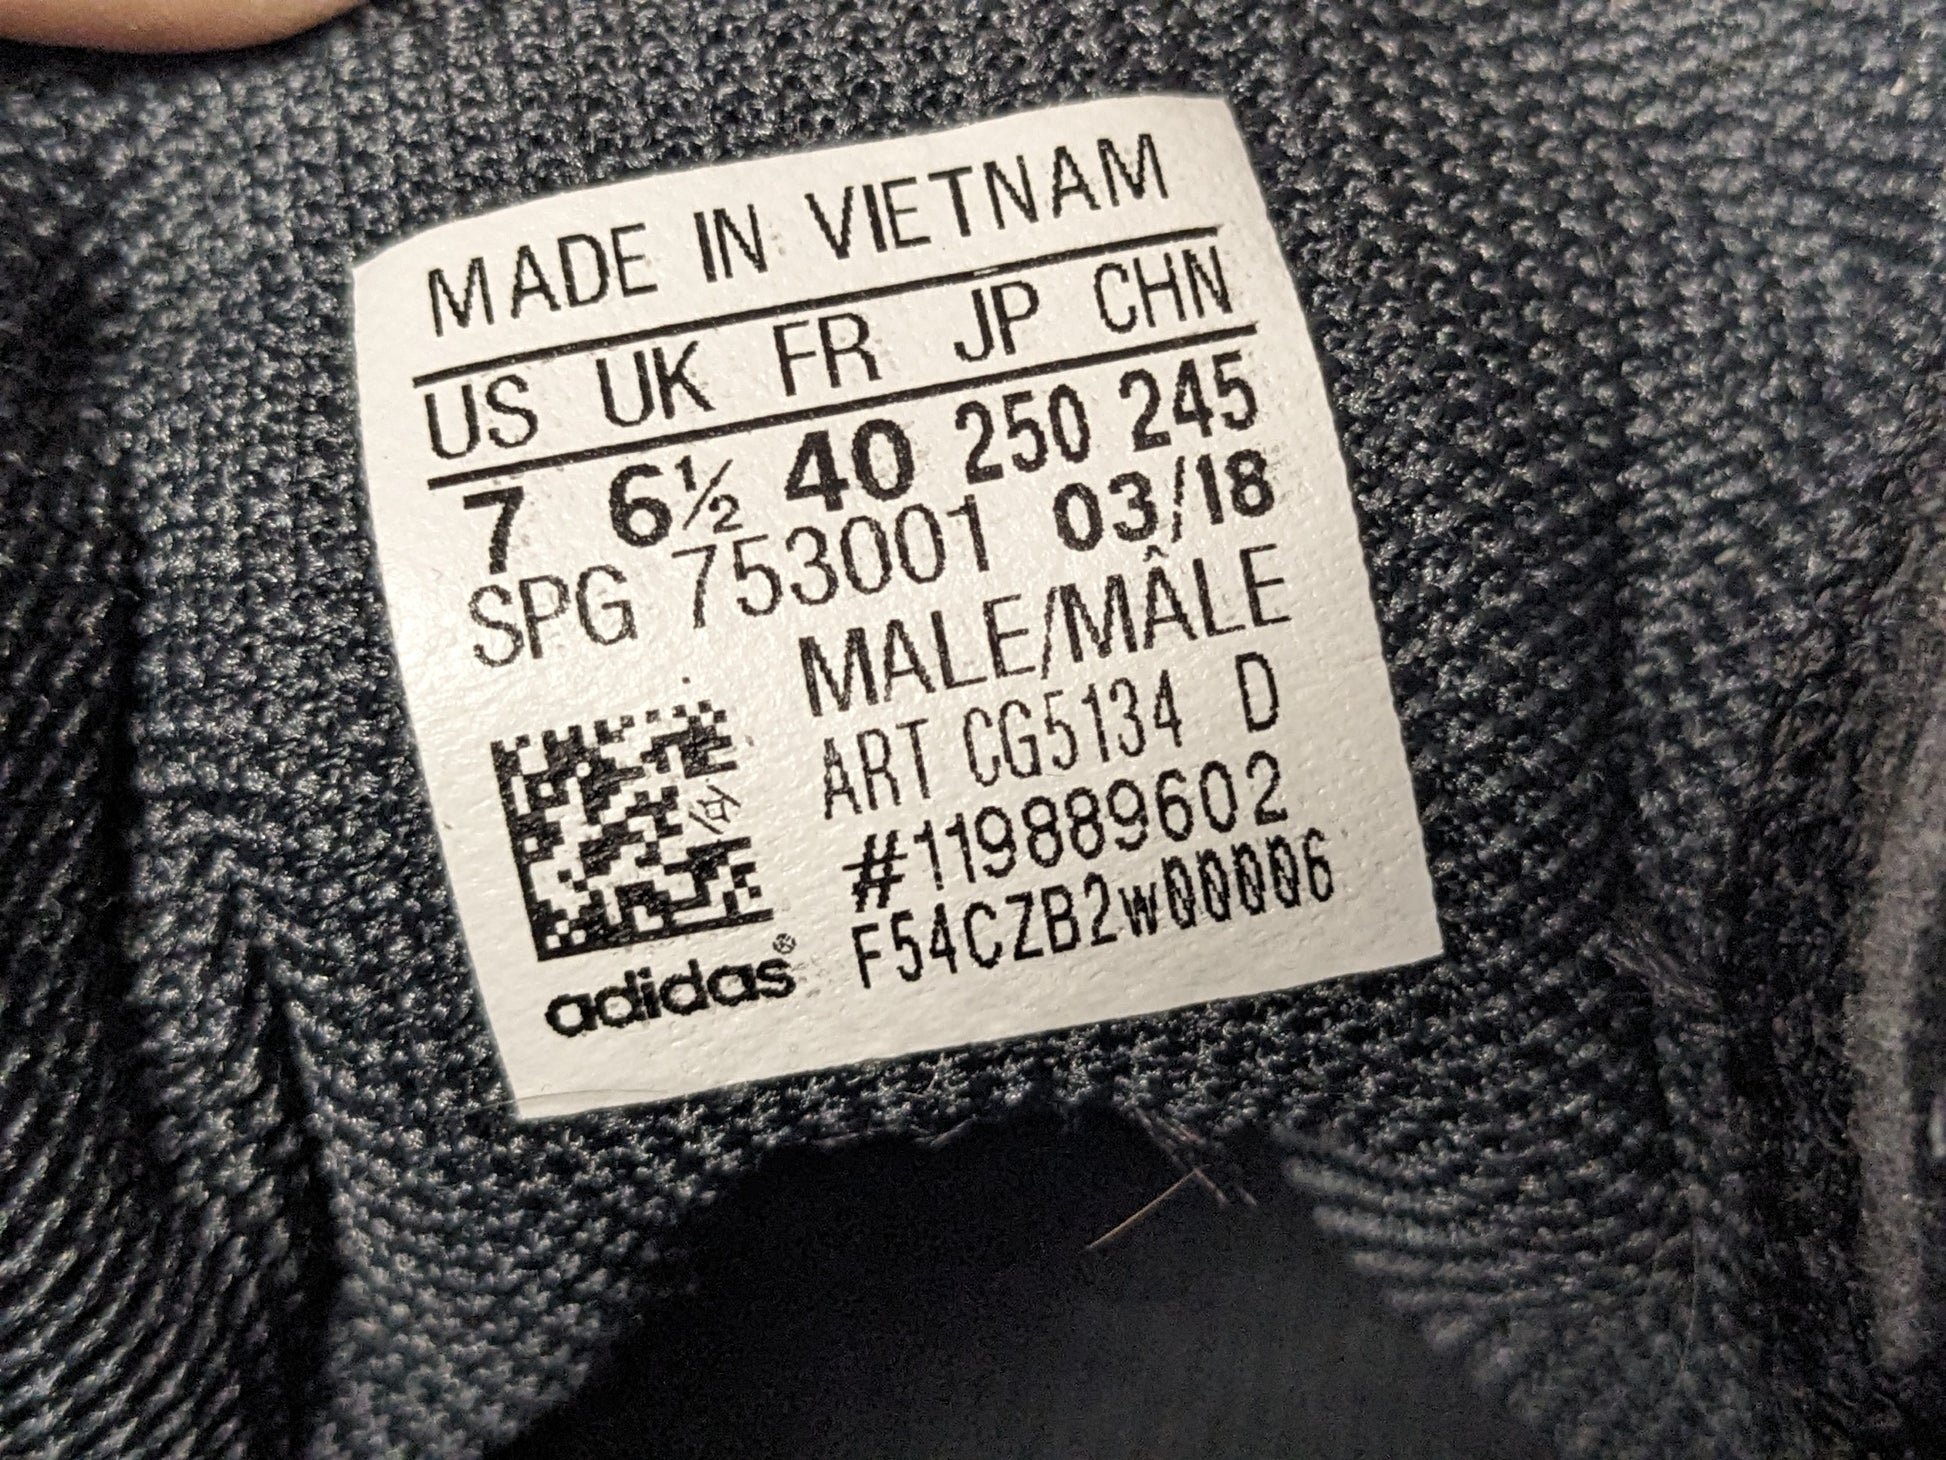 MADE IN VIETNAM
US UK FR JP CHN
7 6½ 40 250 245
SPG 753001 03/18
MALE/MÂLE
ART CG5134 D
#119889602
F54CZB2w00006
adidas®